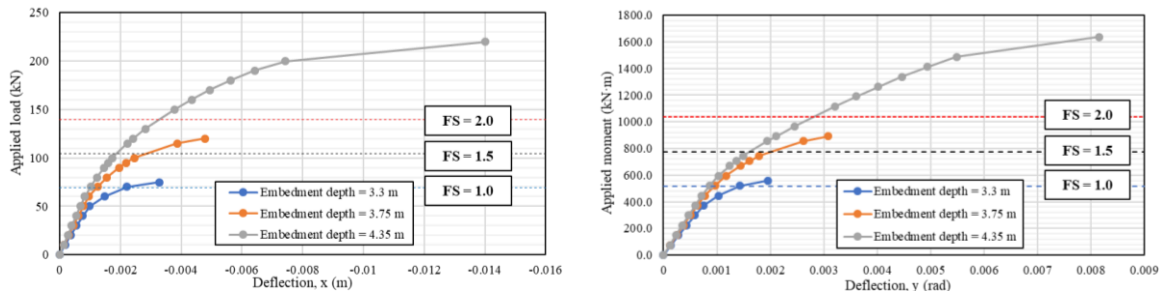 250
200
150
100
50
0
Applied load (kN)
FS = 2.0
FS = 1.5
FS = 1.0
Embedment depth = 3.3 m
Embedment depth = 3.75 m
Embedment depth = 4.35 m
0 -0.002 -0.004 -0.006 -0.008 -0.01 -0.012 -0.014 -0.016
Deflection, x (m)
1800.0
1600.0
1400.0
1200.0
1000.0
800.0
600.0
400.0
200.0
0.0
Applied moment (kN·m)
FS = 2.0
FS = 1.5
FS = 1.0
Embedment depth = 3.3 m
Embedment depth = 3.75 m
Embedment depth = 4.35 m
0 0.001 0.002 0.003 0.004 0.005 0.006 0.007 0.008 0.009
Deflection, y (rad)